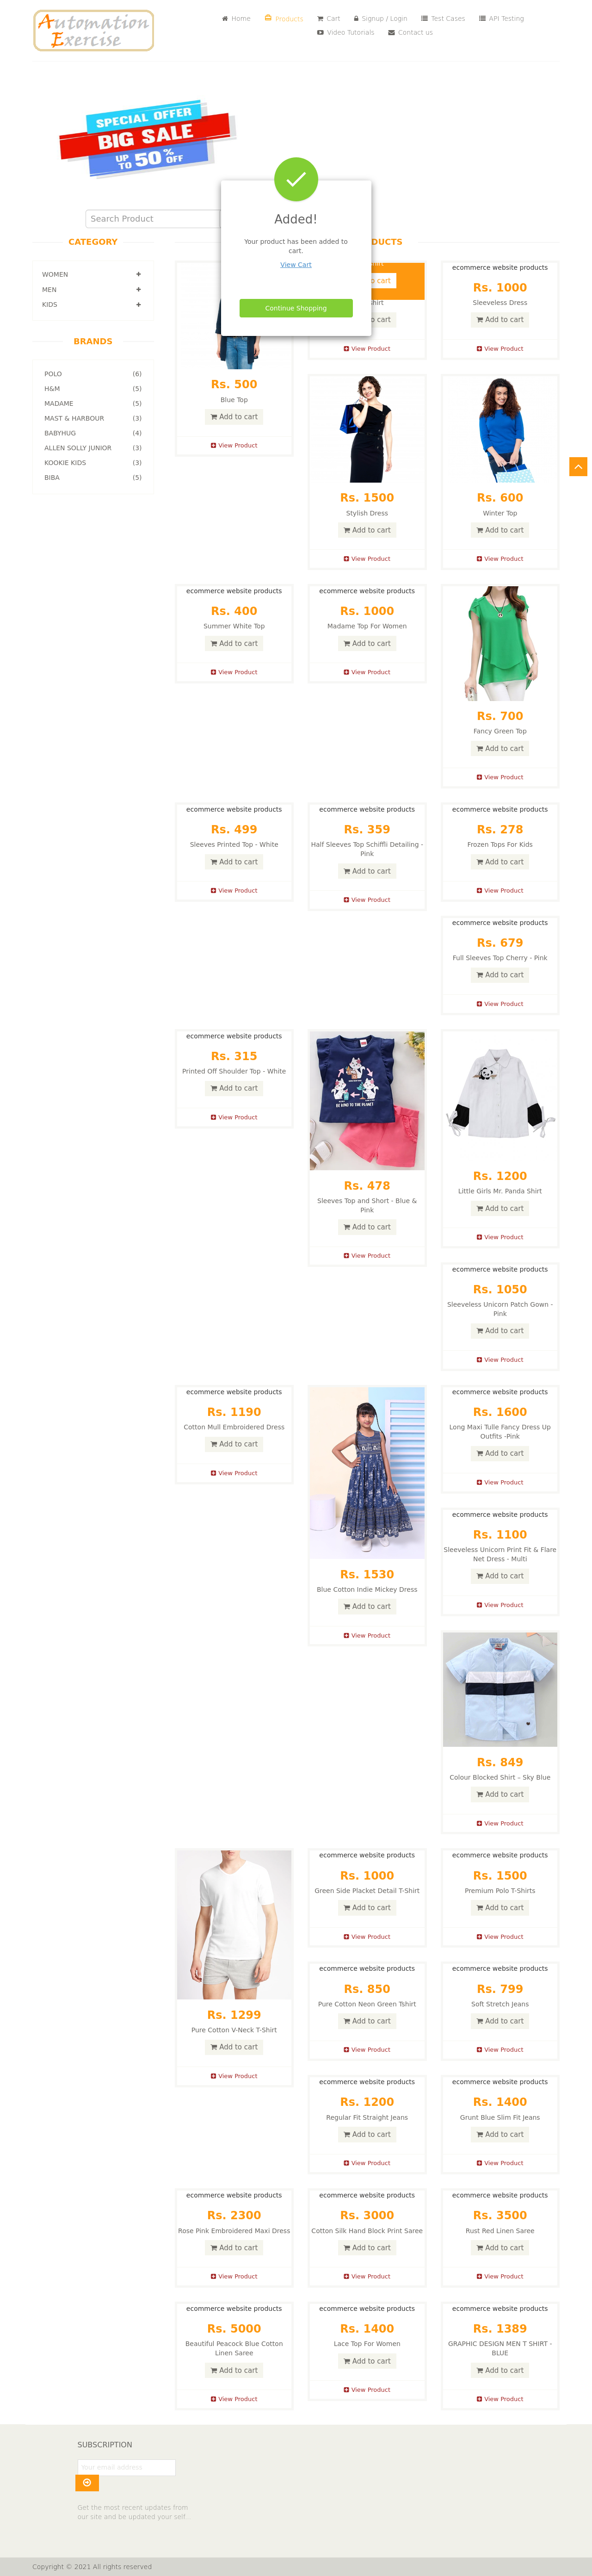 Automation
Exercise
Home
Products
Cart
Signup / Login
Test Cases
API Testing
Video Tutorials
Contact us
SPECIAL OFFER
BIG SALE
UP TO 50% OFF
Search Product
Added!
Your product has been added to
cart.
View Cart
Continue Shopping
CATEGORY
WOMEN
MEN
KIDS
BRANDS
POLO (6)
H&M (5)
MADAME (5)
MAST & HARBOUR (3)
BABYHUG (4)
ALLEN SOLLY JUNIOR (3)
KOOKIE KIDS (3)
BIBA (5)
Rs. 500
Blue Top
Add to cart
View Product
cart
View Product
ecommerce website products
Rs. 1000
Sleeveless Dress
Add to cart
View Product
Rs. 1500
Stylish Dress
Add to cart
View Product
Rs. 600
Winter Top
Add to cart
View Product
ecommerce website products
Rs. 400
Summer White Top
Add to cart
View Product
ecommerce website products
Rs. 1000
Madame Top For Women
Add to cart
View Product
Rs. 700
Fancy Green Top
Add to cart
View Product
ecommerce website products
Rs. 499
Sleeves Printed Top - White
Add to cart
View Product
ecommerce website products
Rs. 359
Half Sleeves Top Schiffli Detailing -
Pink
Add to cart
View Product
ecommerce website products
Rs. 278
Frozen Tops For Kids
Add to cart
View Product
ecommerce website products
Rs. 679
Full Sleeves Top Cherry - Pink
Add to cart
View Product
ecommerce website products
Rs. 315
Printed Off Shoulder Top - White
Add to cart
View Product
BE KIND TO THE PLANET
Rs. 478
Sleeves Top and Short - Blue &
Pink
Add to cart
View Product
Rs. 1200
Little Girls Mr. Panda Shirt
Add to cart
View Product
ecommerce website products
Rs. 1050
Sleeveless Unicorn Patch Gown -
Pink
Add to cart
View Product
ecommerce website products
Rs. 1190
Cotton Mull Embroidered Dress
Add to cart
View Product
Rs. 1530
Blue Cotton Indie Mickey Dress
Add to cart
View Product
ecommerce website products
Rs. 1600
Long Maxi Tulle Fancy Dress Up
Outfits -Pink
Add to cart
View Product
ecommerce website products
Rs. 1100
Sleeveless Unicorn Print Fit & Flare
Net Dress - Multi
Add to cart
View Product
Rs. 849
Colour Blocked Shirt – Sky Blue
Add to cart
View Product
Rs. 1299
Pure Cotton V-Neck T-Shirt
Add to cart
View Product
ecommerce website products
Rs. 1000
Green Side Placket Detail T-Shirt
Add to cart
View Product
ecommerce website products
Rs. 1500
Premium Polo T-Shirts
Add to cart
View Product
ecommerce website products
Rs. 850
Pure Cotton Neon Green Tshirt
Add to cart
View Product
ecommerce website products
Rs. 799
Soft Stretch Jeans
Add to cart
View Product
ecommerce website products
Rs. 1200
Regular Fit Straight Jeans
Add to cart
View Product
ecommerce website products
Rs. 1400
Grunt Blue Slim Fit Jeans
Add to cart
View Product
ecommerce website products
Rs. 2300
Rose Pink Embroidered Maxi Dress
Add to cart
View Product
ecommerce website products
Rs. 3000
Cotton Silk Hand Block Print Saree
Add to cart
View Product
ecommerce website products
Rs. 3500
Rust Red Linen Saree
Add to cart
View Product
ecommerce website products
Rs. 5000
Beautiful Peacock Blue Cotton
Linen Saree
Add to cart
View Product
ecommerce website products
Rs. 1400
Lace Top For Women
Add to cart
View Product
ecommerce website products
Rs. 1389
GRAPHIC DESIGN MEN T SHIRT -
BLUE
Add to cart
View Product
SUBSCRIPTION
Your email address
Get the most recent updates from
our site and be updated your self...
Copyright © 2021 All rights reserved